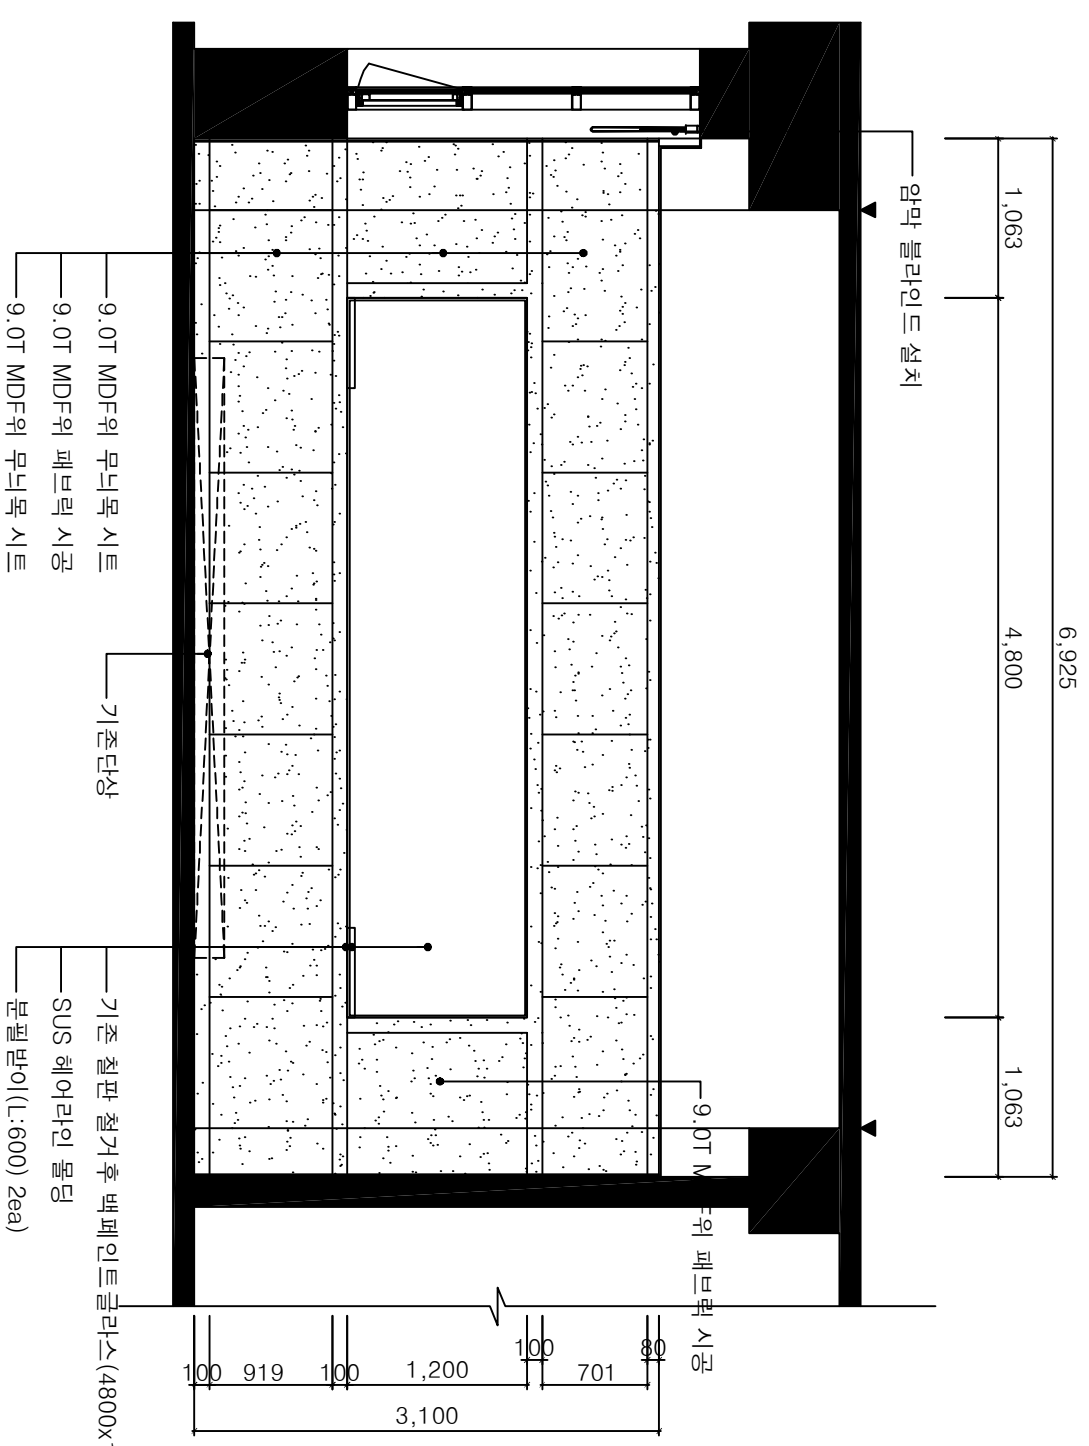 6,925
1,063
4,800
1,063
암막 블라인드 설치
9.0T MDF위 무늬목 시트
9.0T MDF위 패브릭 시공
9.0T MDF위 무늬목 시트
기존단상
기존 칠판 철거후 백페인트글라스(4800x
SUS 헤어라인 몰딩
분필받이(L:600) 2ea)
위 패브릭 시공
9.0T
100
919
100
1,200
100
701
80
3,100